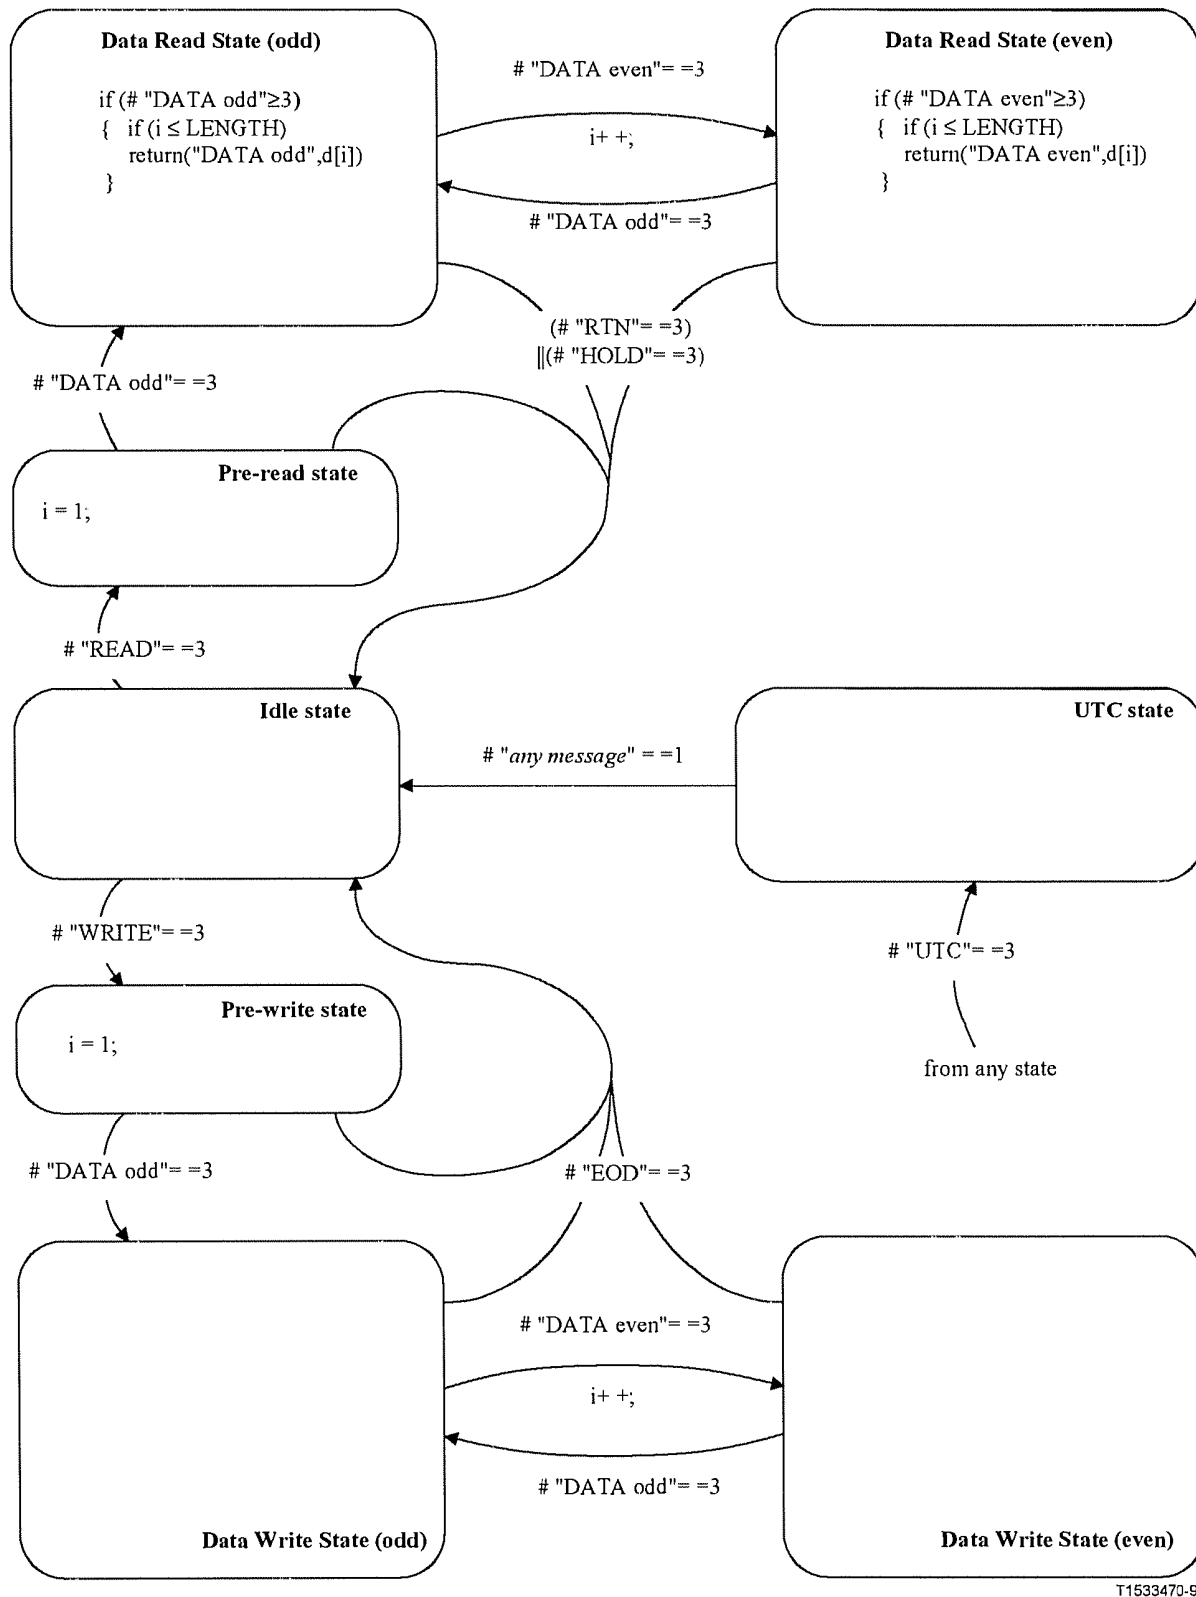 Data Read State (odd)
if (# "DATA odd"≥3)
{ if (i ≤ LENGTH)
return("DATA odd",d[i])
}
# "DATA even"= =3
i+ +;
# "DATA odd"= =3
Data Read State (even)
if (# "DATA even"≥3)
{ if (i ≤ LENGTH)
return("DATA even",d[i])
}
(# "RTN"= =3)
||(# "HOLD"= =3)
# "DATA odd"= =3
Pre-read state
i = 1;
# "READ"= =3
Idle state
# "any message" = =1
UTC state
# "WRITE"= =3
# "UTC"= =3
from any state
Pre-write state
i = 1;
# "DATA odd"= =3
# "EOD"= =3
# "DATA even"= =3
i+ +;
# "DATA odd"= =3
Data Write State (odd)
Data Write State (even)
T1533470-9